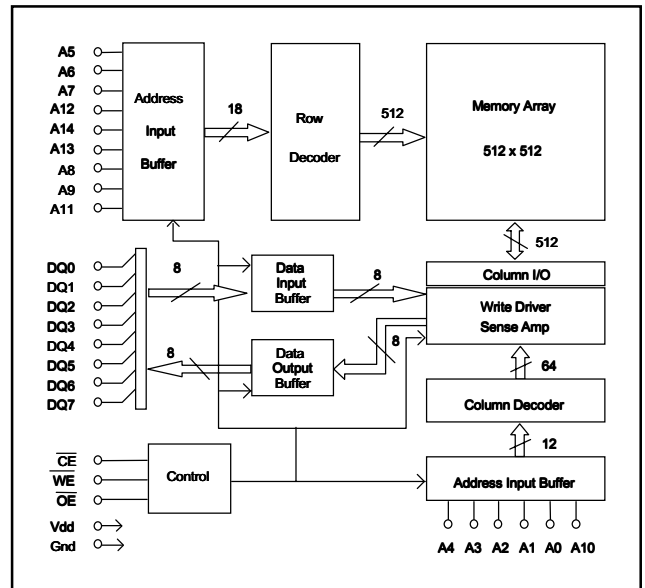 A5
A6
A7
A12
A14
A13
A8
A9
A11
Address
Input
Buffer
18
Row
Decoder
512
Memory Array
512 x 512
512
DQ0
DQ1
DQ2
DQ3
DQ4
DQ5
DQ6
DQ7
8
Data
Input
Buffer
8
Column I/O
Write Driver
Sense Amp
8
Data
Output
Buffer
8
64
Column Decoder
12
CE
WE
OE
Vdd
Gnd
Control
Address Input Buffer
A4 A3 A2 A1 A0 A10